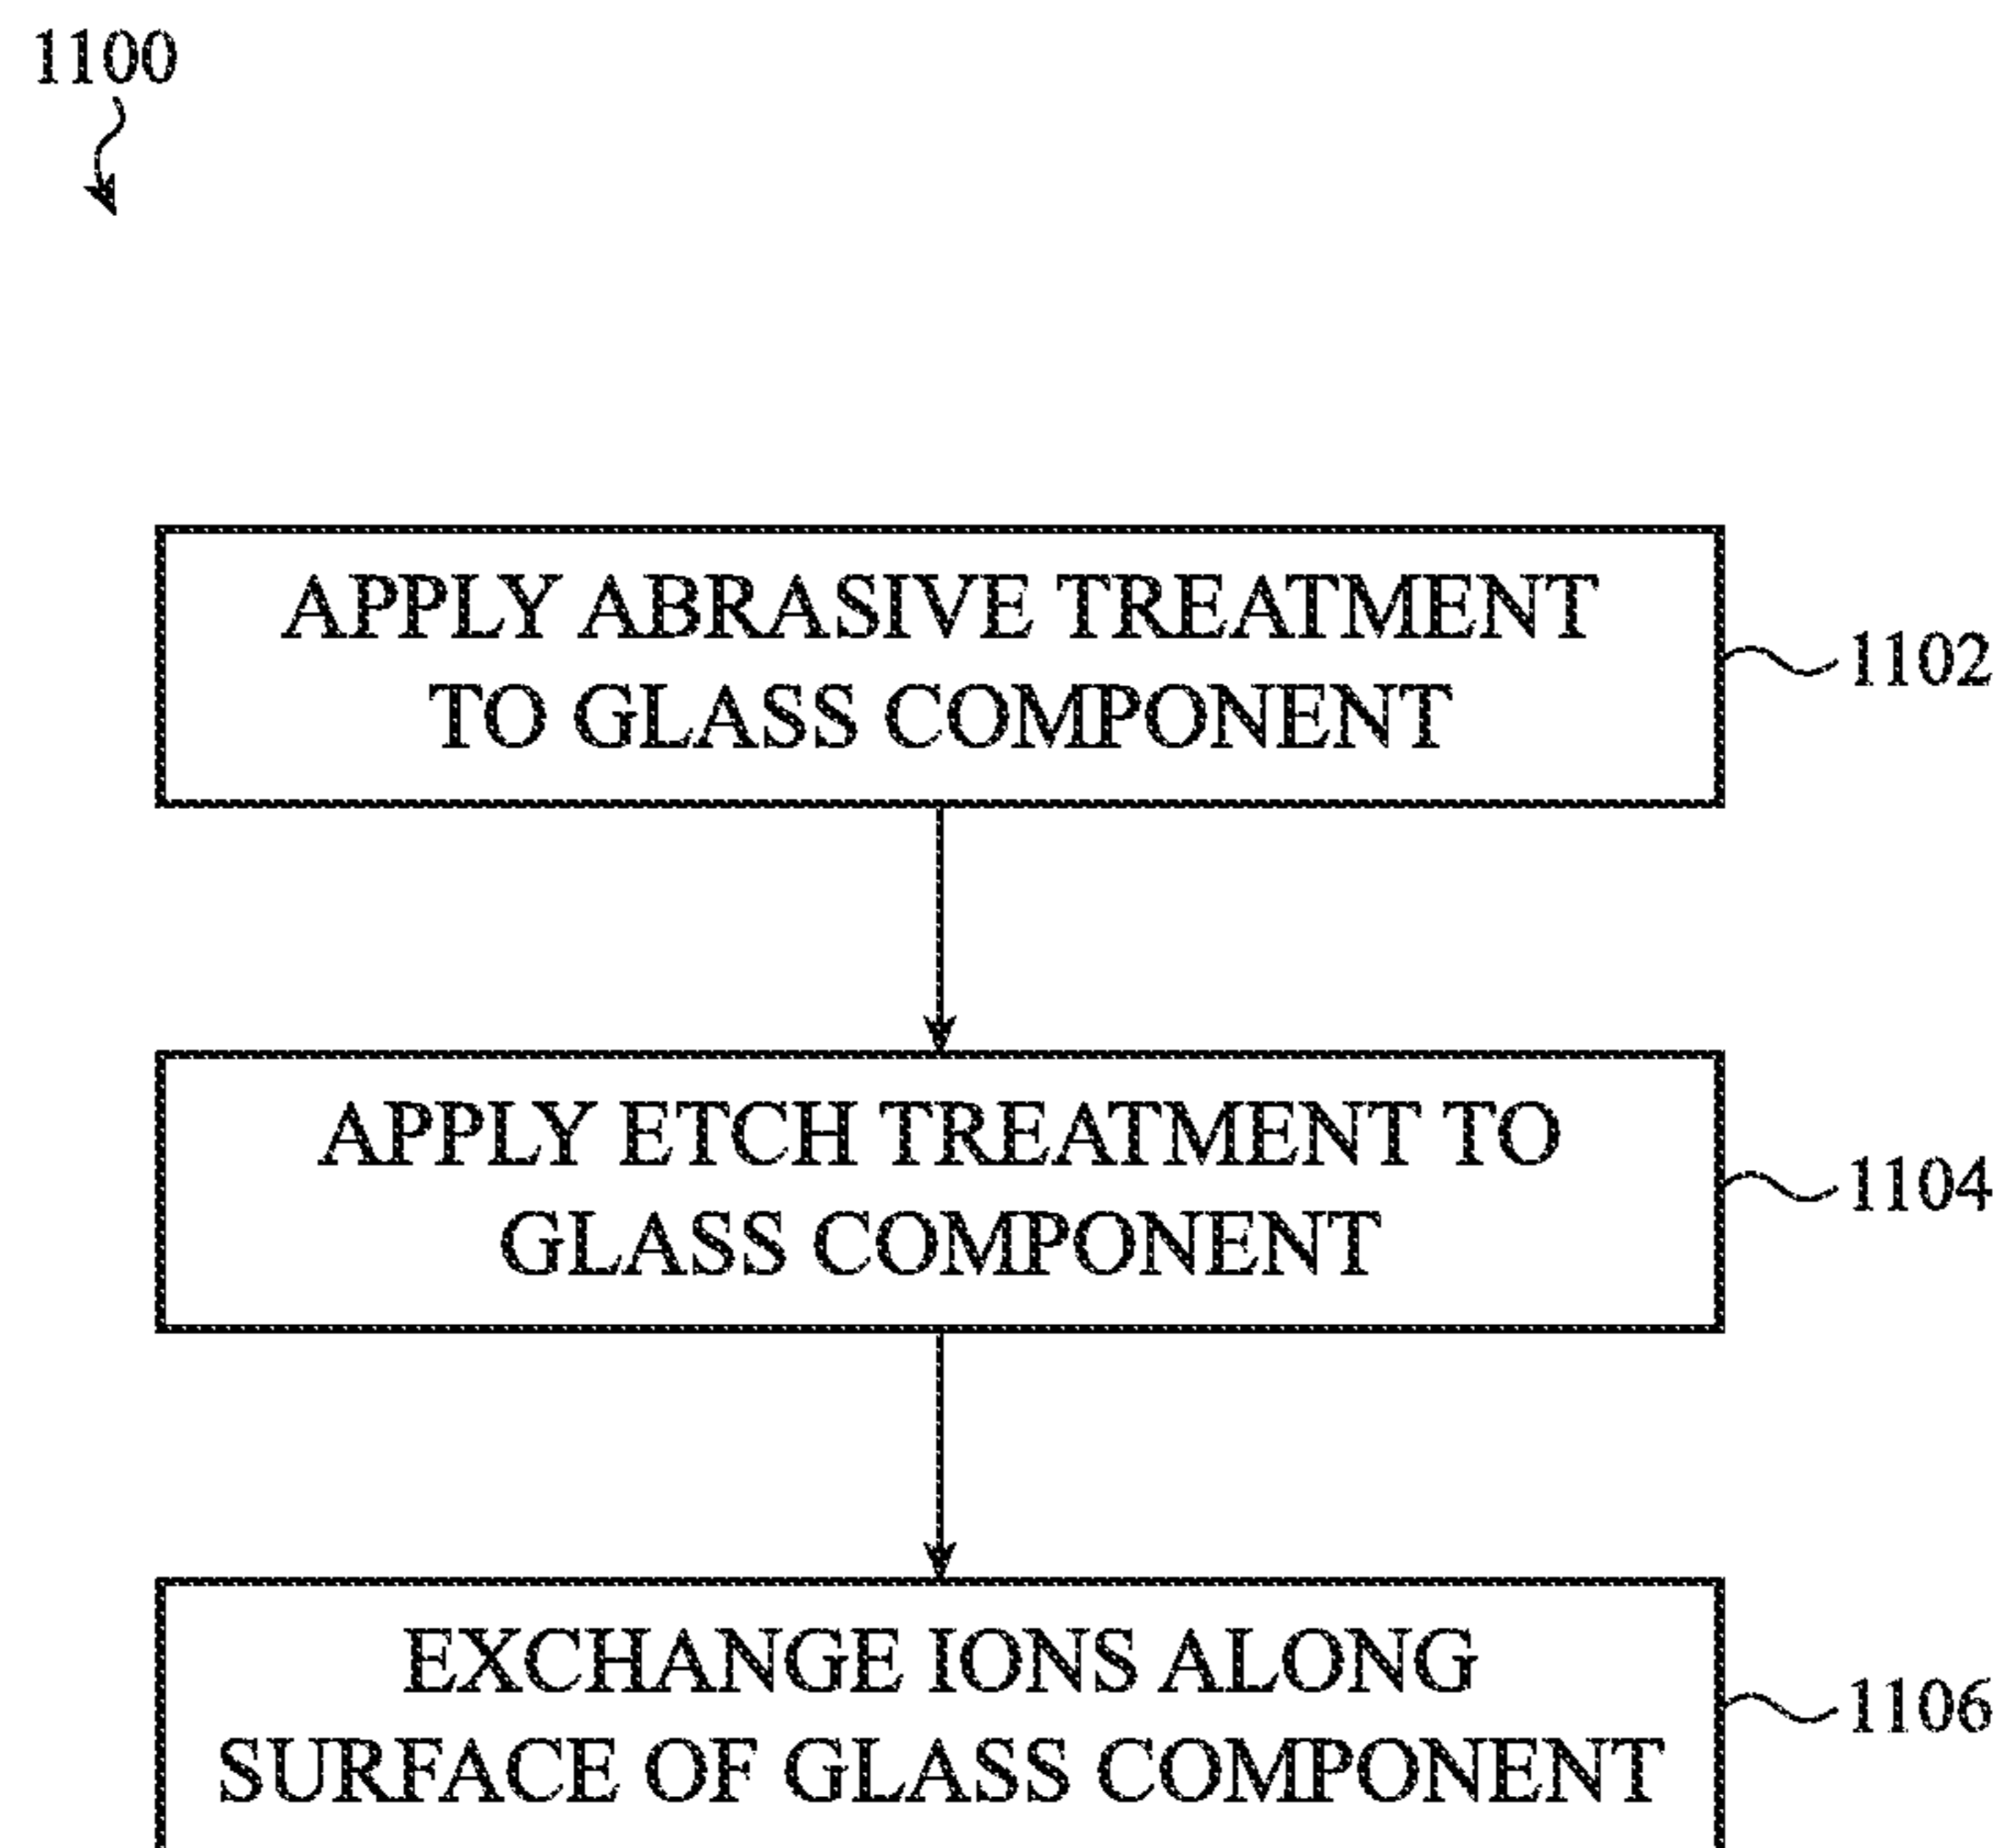 1100
APPLY ABRASIVE TREATMENT
TO GLASS COMPONENT
1102
APPLY ETCH TREATMENT TO
GLASS COMPONENT
1104
EXCHANGE IONS ALONG
SURFACE OF GLASS COMPONENT
1106